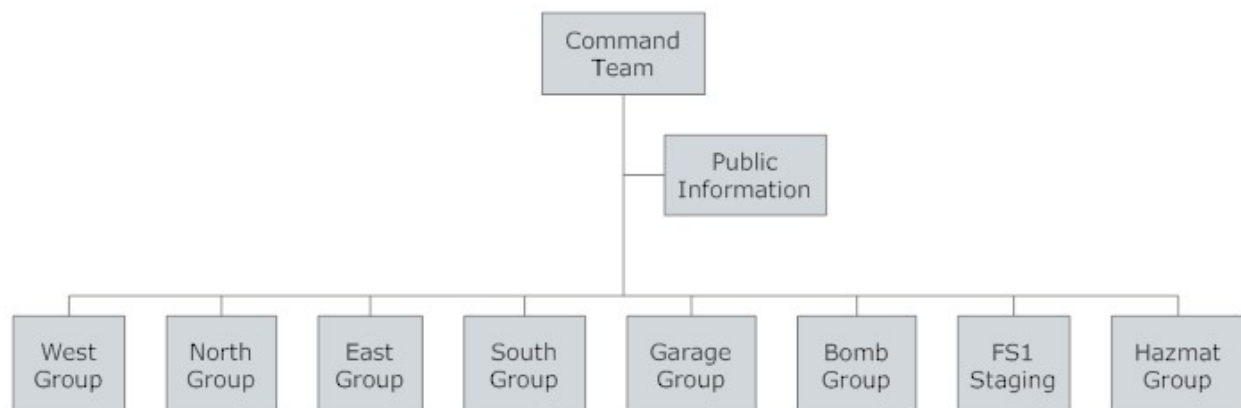 Command
Team
Public
Information
West
Group
North
Group
East
Group
South
Group
Garage
Group
Bomb
Group
FS1
Staging
Hazmat
Group